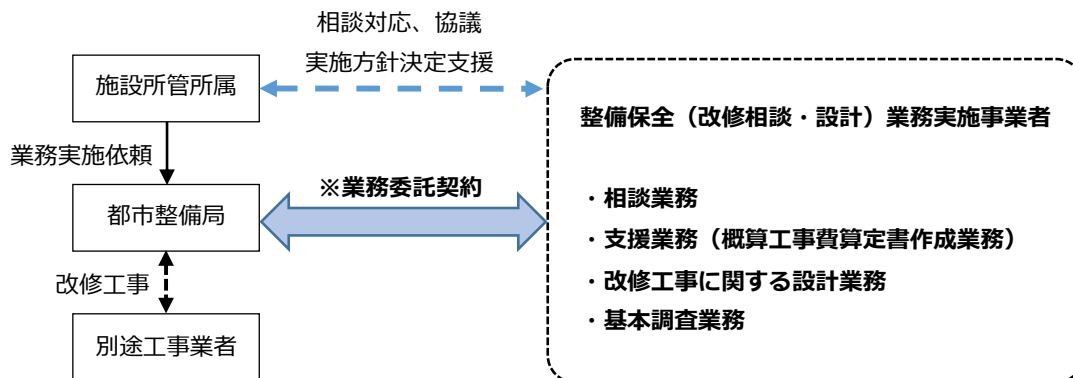 相談対応、協議
実施方針決定支援
施設所管所属
整備保全（改修相談・設計）業務実施事業者
業務実施依頼
※業務委託契約
・相談業務
都市整備局
・支援業務（概算工事費算定書作成業務）
改修工事
・改修工事に関する設計業務
・基本調査業務
別途工事業者